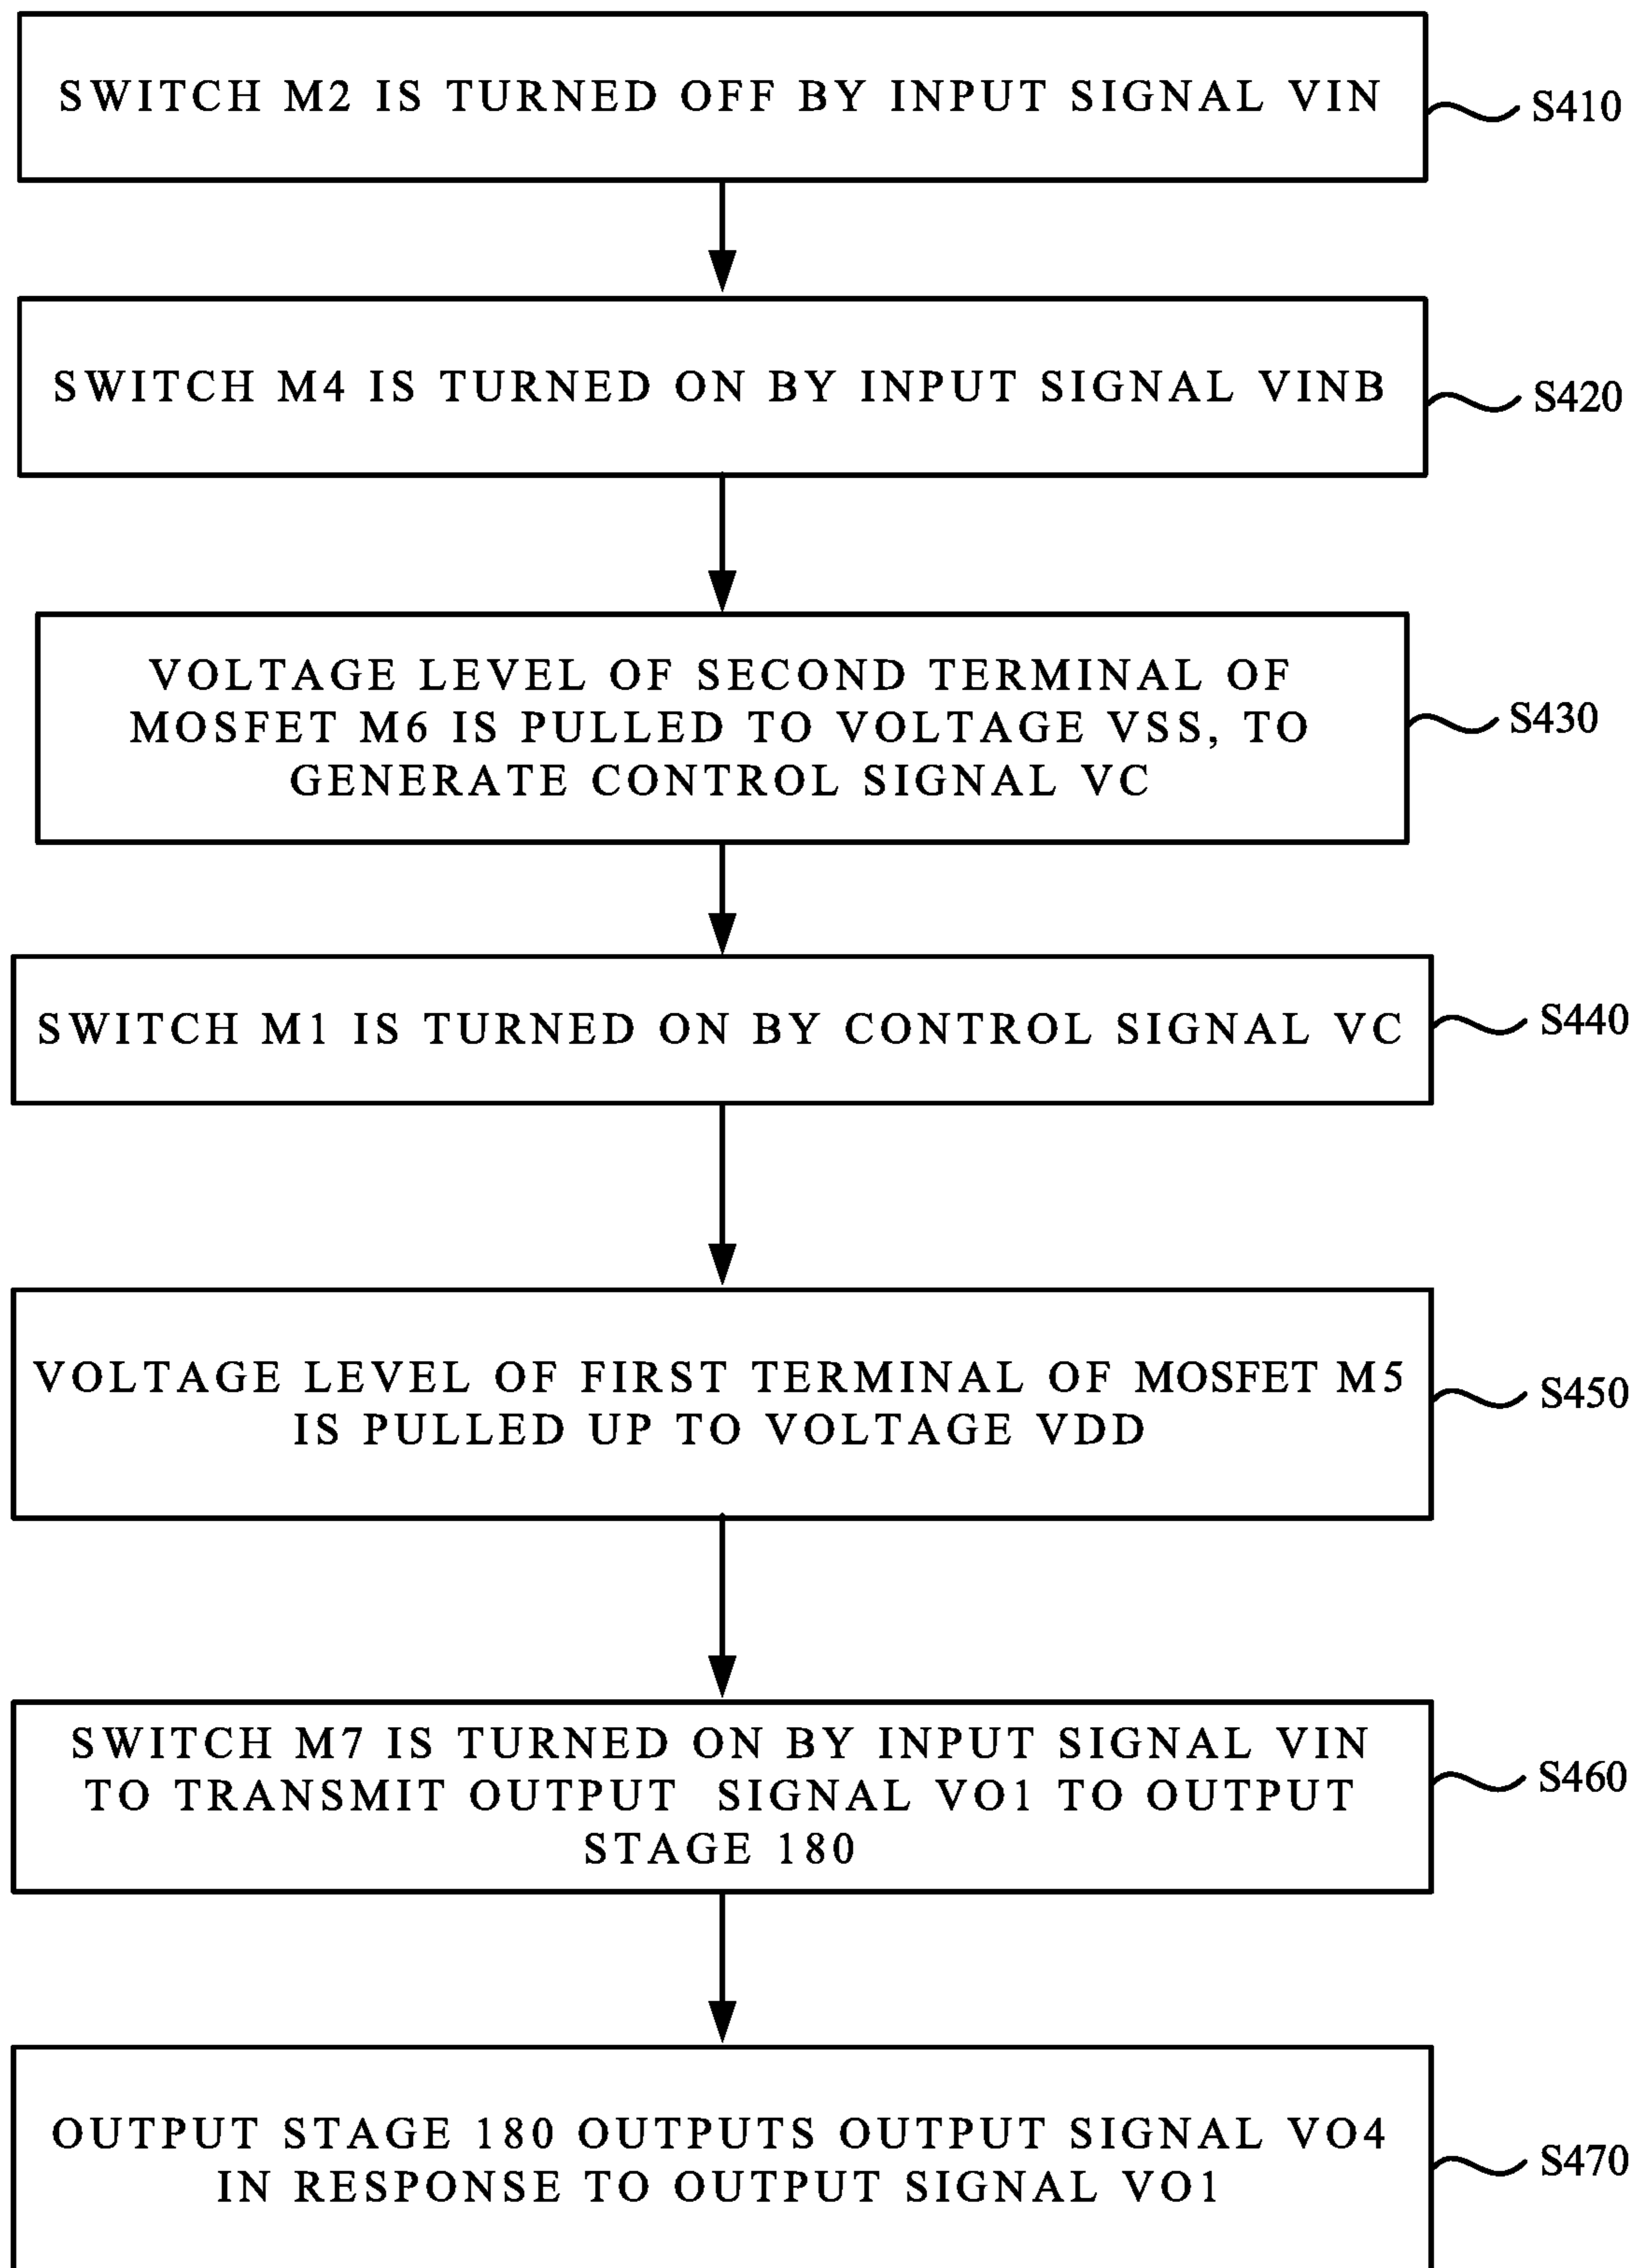 SWITCH M2 IS TURNED OFF BY INPUT SIGNAL VIN
S410
SWITCH M4 IS TURNED ON BY INPUT SIGNAL VINB
S420
VOLTAGE LEVEL OF SECOND TERMINAL OF
MOSFET M6 IS PULLED TO VOLTAGE VSS, TO
GENERATE CONTROL SIGNAL VC
S430
SWITCH M1 IS TURNED ON BY CONTROL SIGNAL VC
S440
VOLTAGE LEVEL OF FIRST TERMINAL OF MOSFET M5
IS PULLED UP TO VOLTAGE VDD
S450
SWITCH M7 IS TURNED ON BY INPUT SIGNAL VIN
TO TRANSMIT OUTPUT SIGNAL VO1 TO OUTPUT
STAGE 180
S460
OUTPUT STAGE 180 OUTPUTS OUTPUT SIGNAL VO4
IN RESPONSE TO OUTPUT SIGNAL VO1
S470